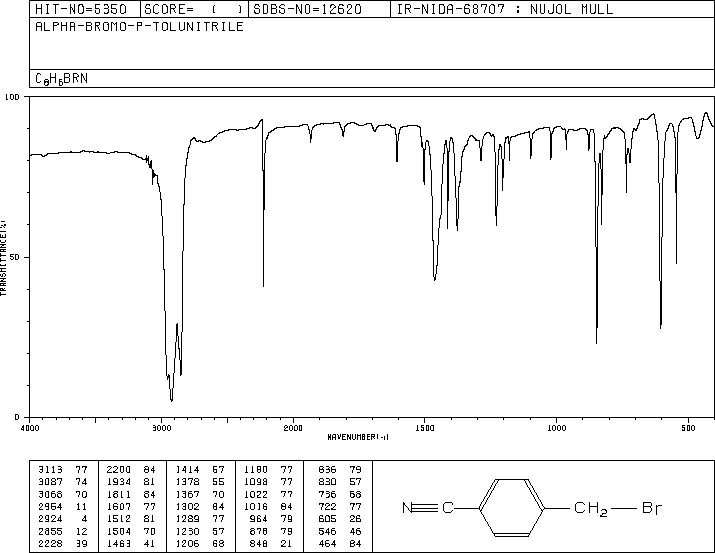 HIT-NO=5350 SCORE= ( ) SDBS-NO=12620 IR-NIDA-68707 : NUJOL MULL
ALPHA-BROMO-P-TOLUNITRILE
C8H6BRN
100
50
0
TRANSMITTANCE(%)
4000 3000 2000 1500 1000 500
WAVENUMBER(-1)
3113 77 2200 84 1414 57 1180 77 836 79
3087 74 1934 81 1378 55 1098 77 830 57
3068 70 1811 84 1367 70 1022 77 736 68
2954 11 1607 77 1302 84 1016 84 722 77
2924 4 1512 81 1289 77 964 79 605 26
2855 12 1504 70 1230 57 878 79 546 46
2228 39 1463 41 1206 68 848 21 464 84
N C CH2 Br